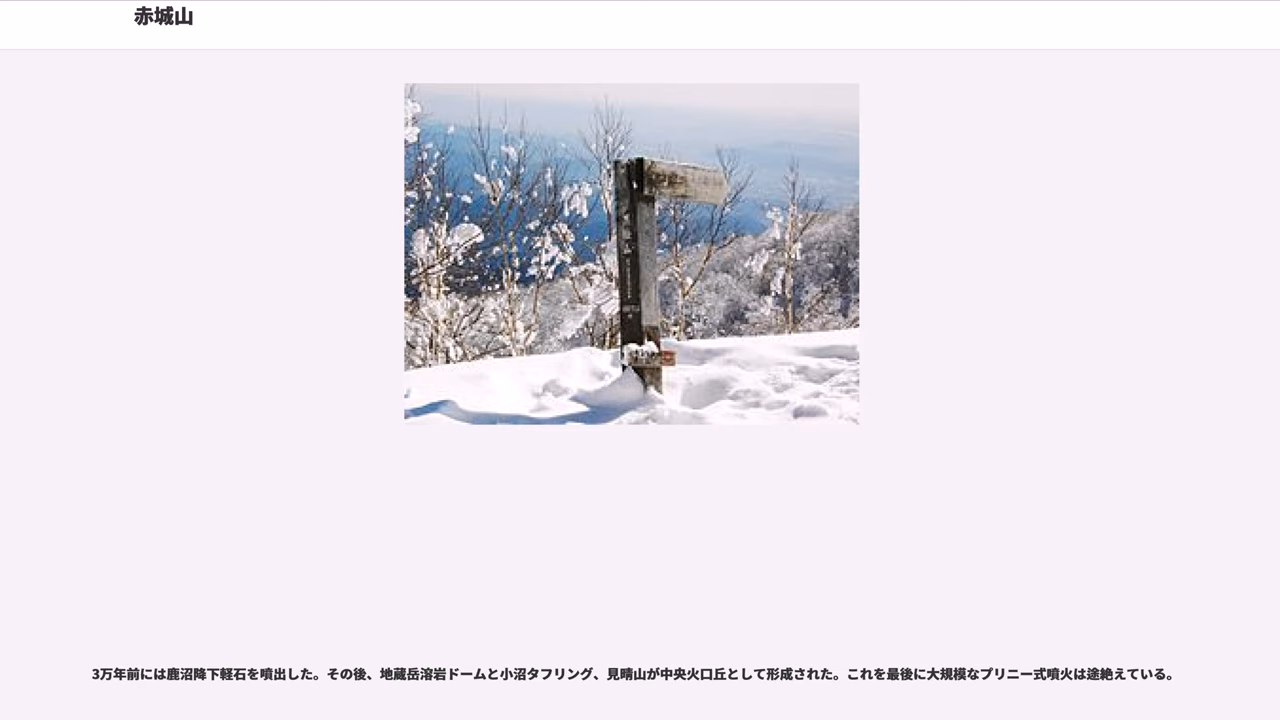 赤城山
3万年前には鹿沼降下軽石を噴出した。その後、地蔵岳溶岩ドームと小沼タフリング、見晴山が中央火口丘として形成された。これを最後に大規模なプリニー式噴火は途絶えている。